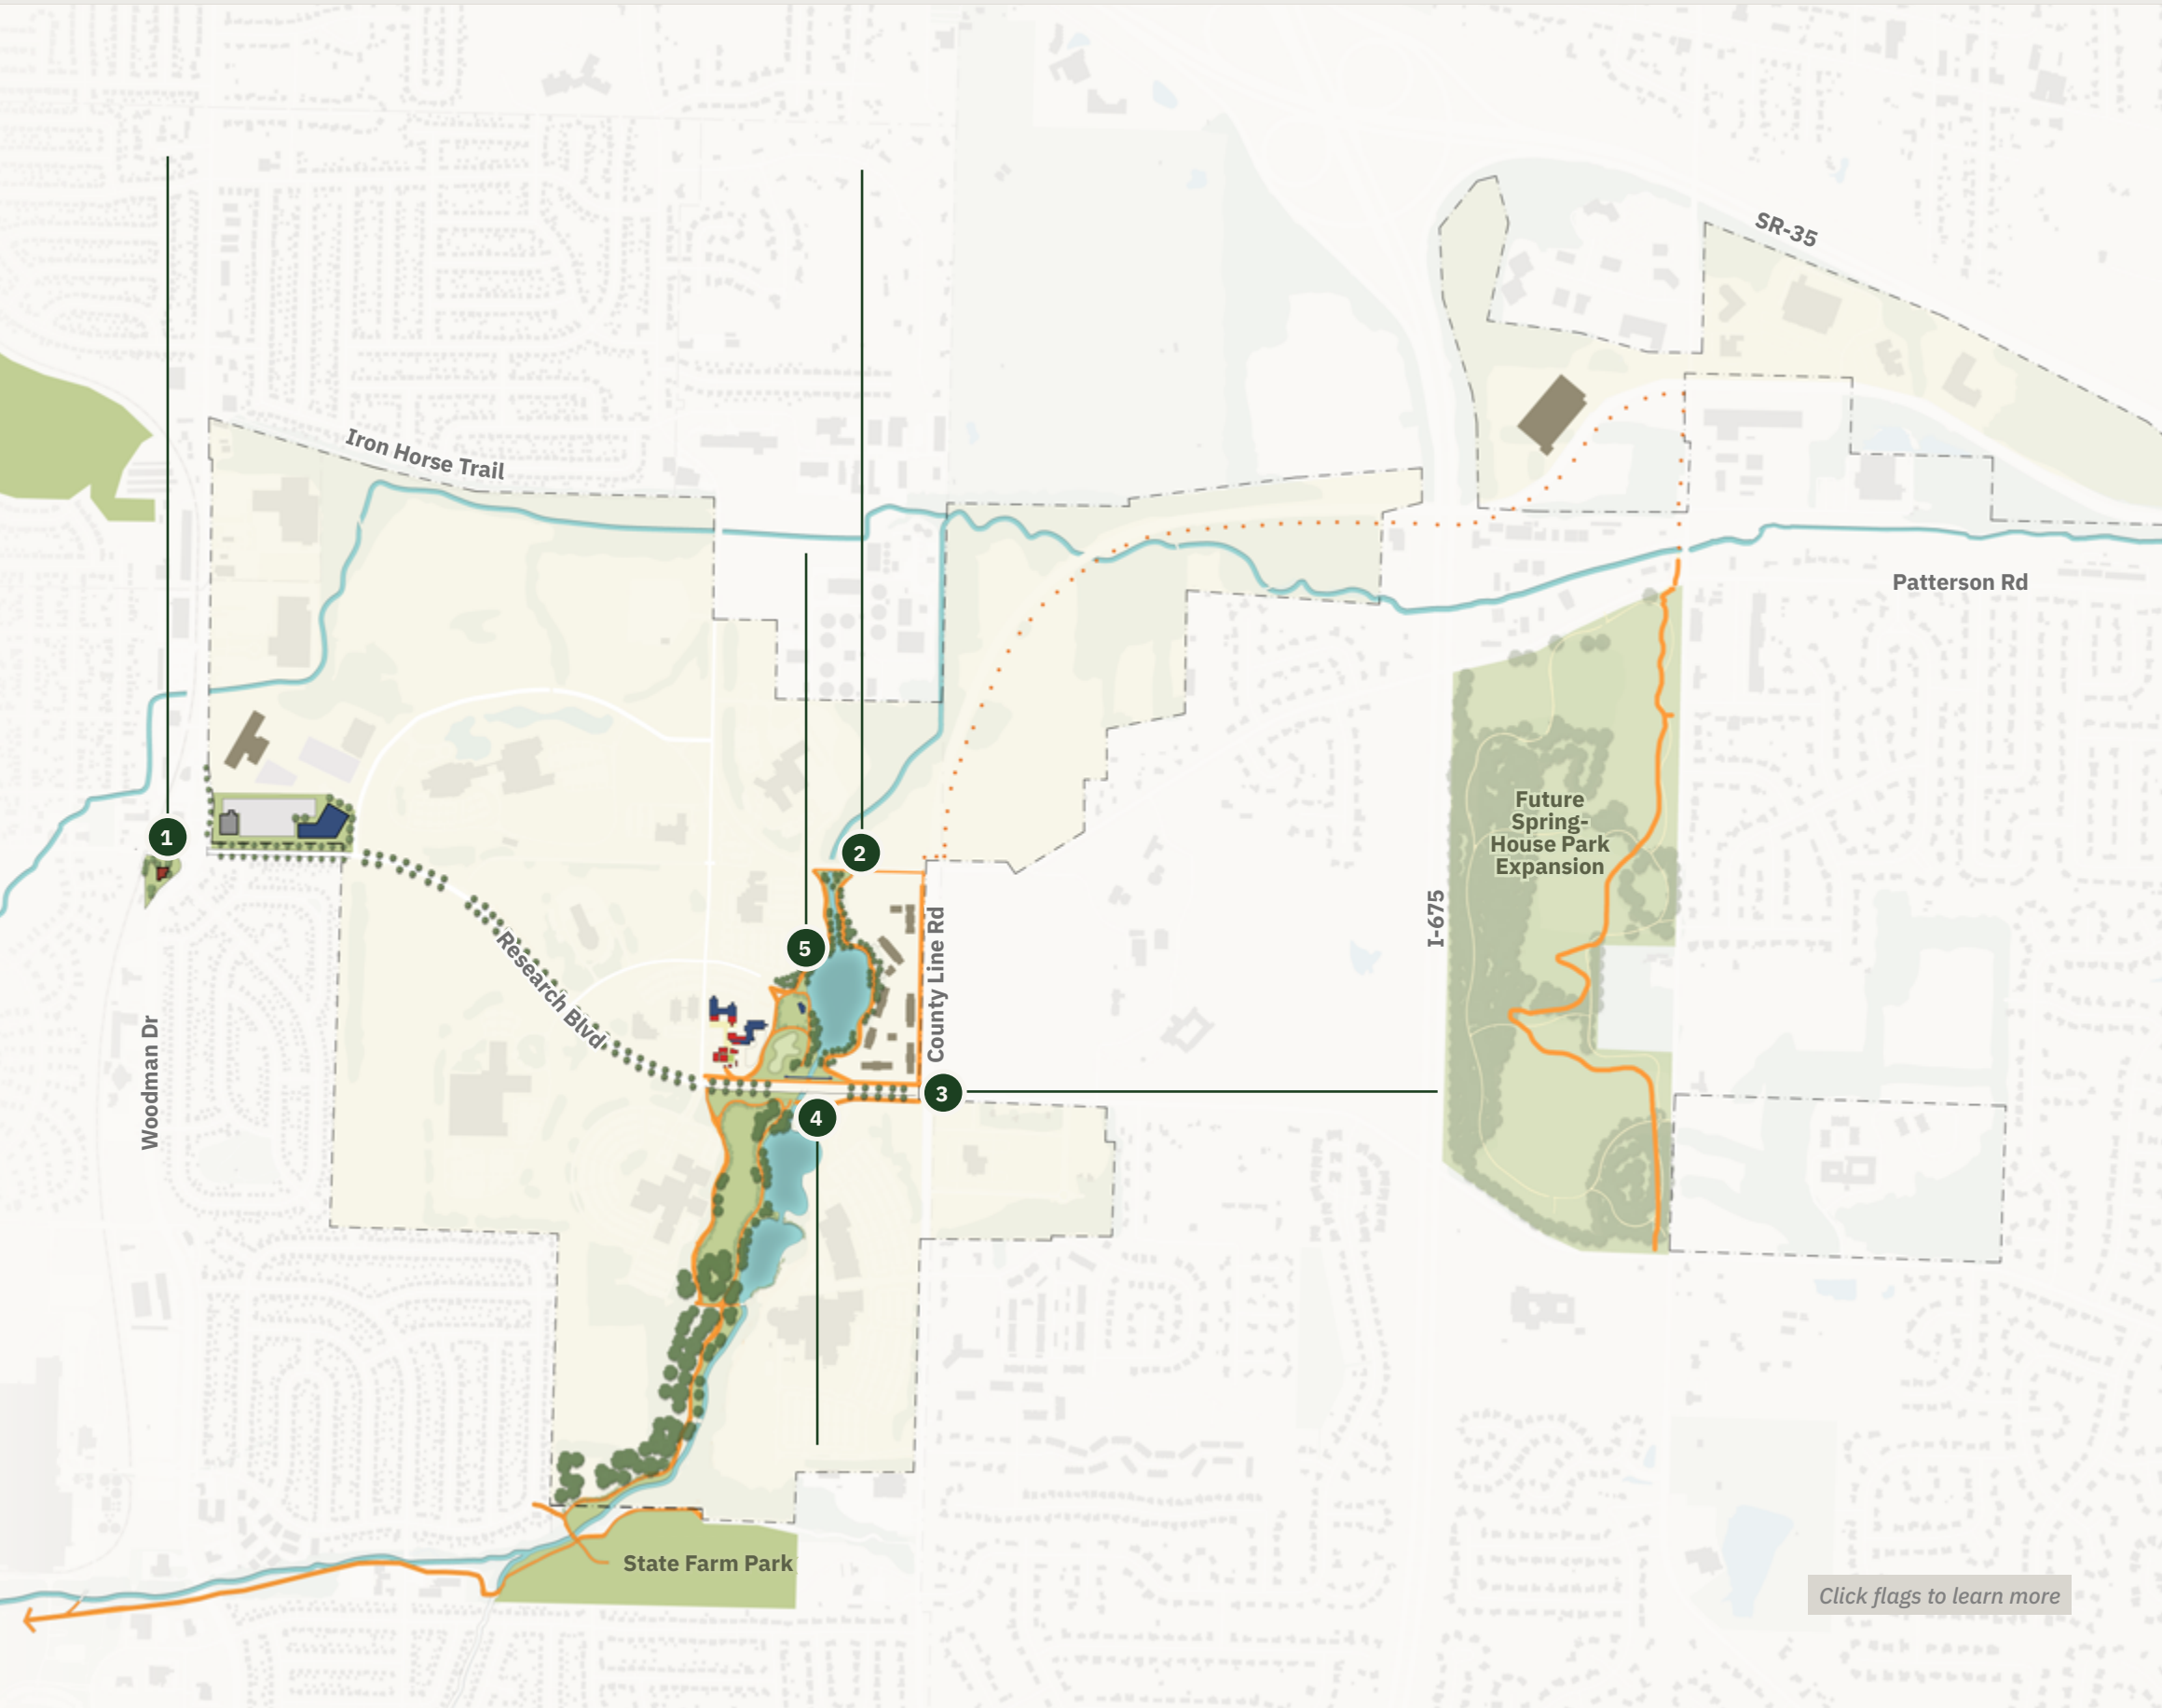 SR-35
Iron Horse Trail
Patterson Rd
Future
Spring-
House Park
Expansion
1
2
5
I-675
County Line Rd
Research Blvd
Woodman Dr
3
4
State Farm Park
Click flags to learn more